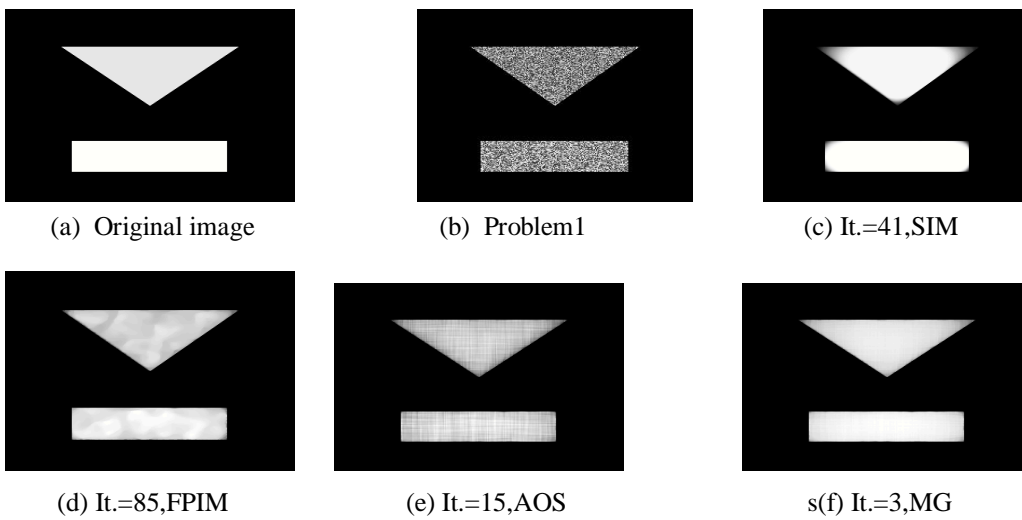 (a) Original image
(b) Problem1
(c) It.=41,SIM
(d) It.=85,FPIM
(e) It.=15,AOS
s(f) It.=3,MG